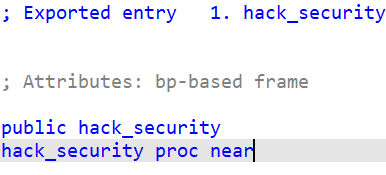 ; Exported entry   1. hack_security
; Attributes: bp-based frame
public hack_security
hack_security proc near